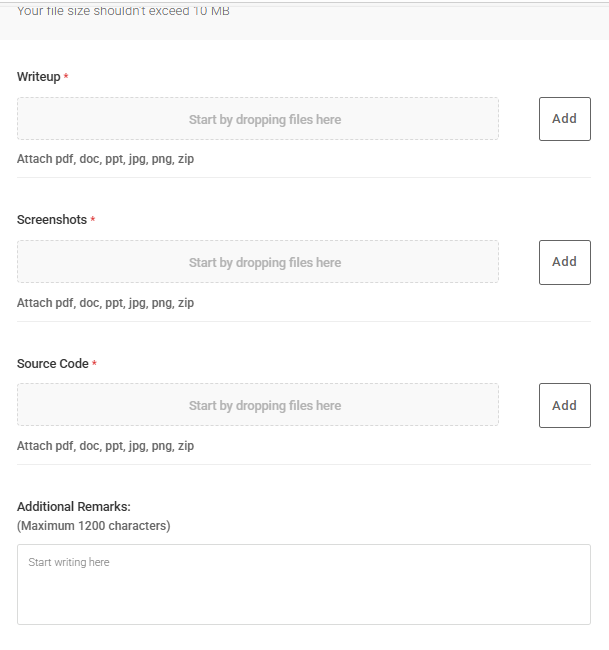 Your file size shouldn't exceed 10 MB
Writeup *
Start by dropping files here
Add
Attach pdf, doc, ppt, jpg, png, zip
Screenshots *
Start by dropping files here
Add
Attach pdf, doc, ppt, jpg, png, zip
Source Code *
Start by dropping files here
Add
Attach pdf, doc, ppt, jpg, png, zip
Additional Remarks:
(Maximum 1200 characters)
Start writing here